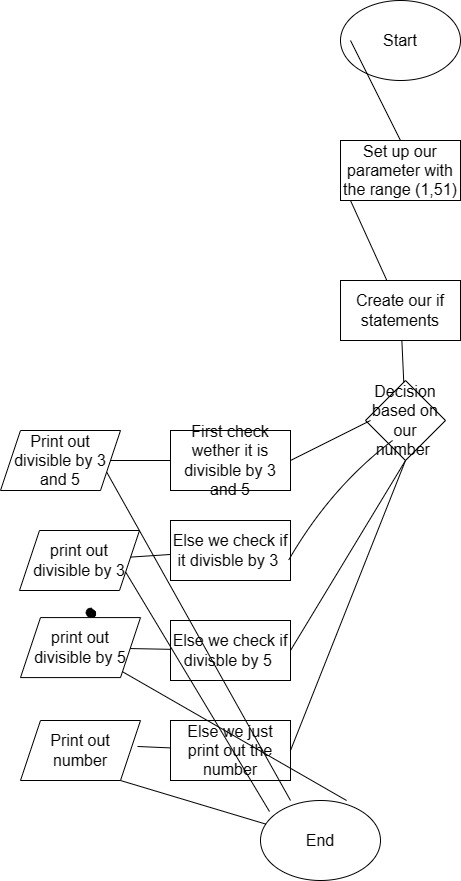 Start
Set up our
parameter with
the range (1,51)
Create our if
statements
Decision
based on
our
number
First check
wether it is
divisible by 3
and 5
Print out
divisible by 3
and 5
Else we check if
it divisble by 3
print out
divisible by 3
Else we check if
divisble by 5
print out
divisible by 5
Else we just
print out the
number
Print out
number
End